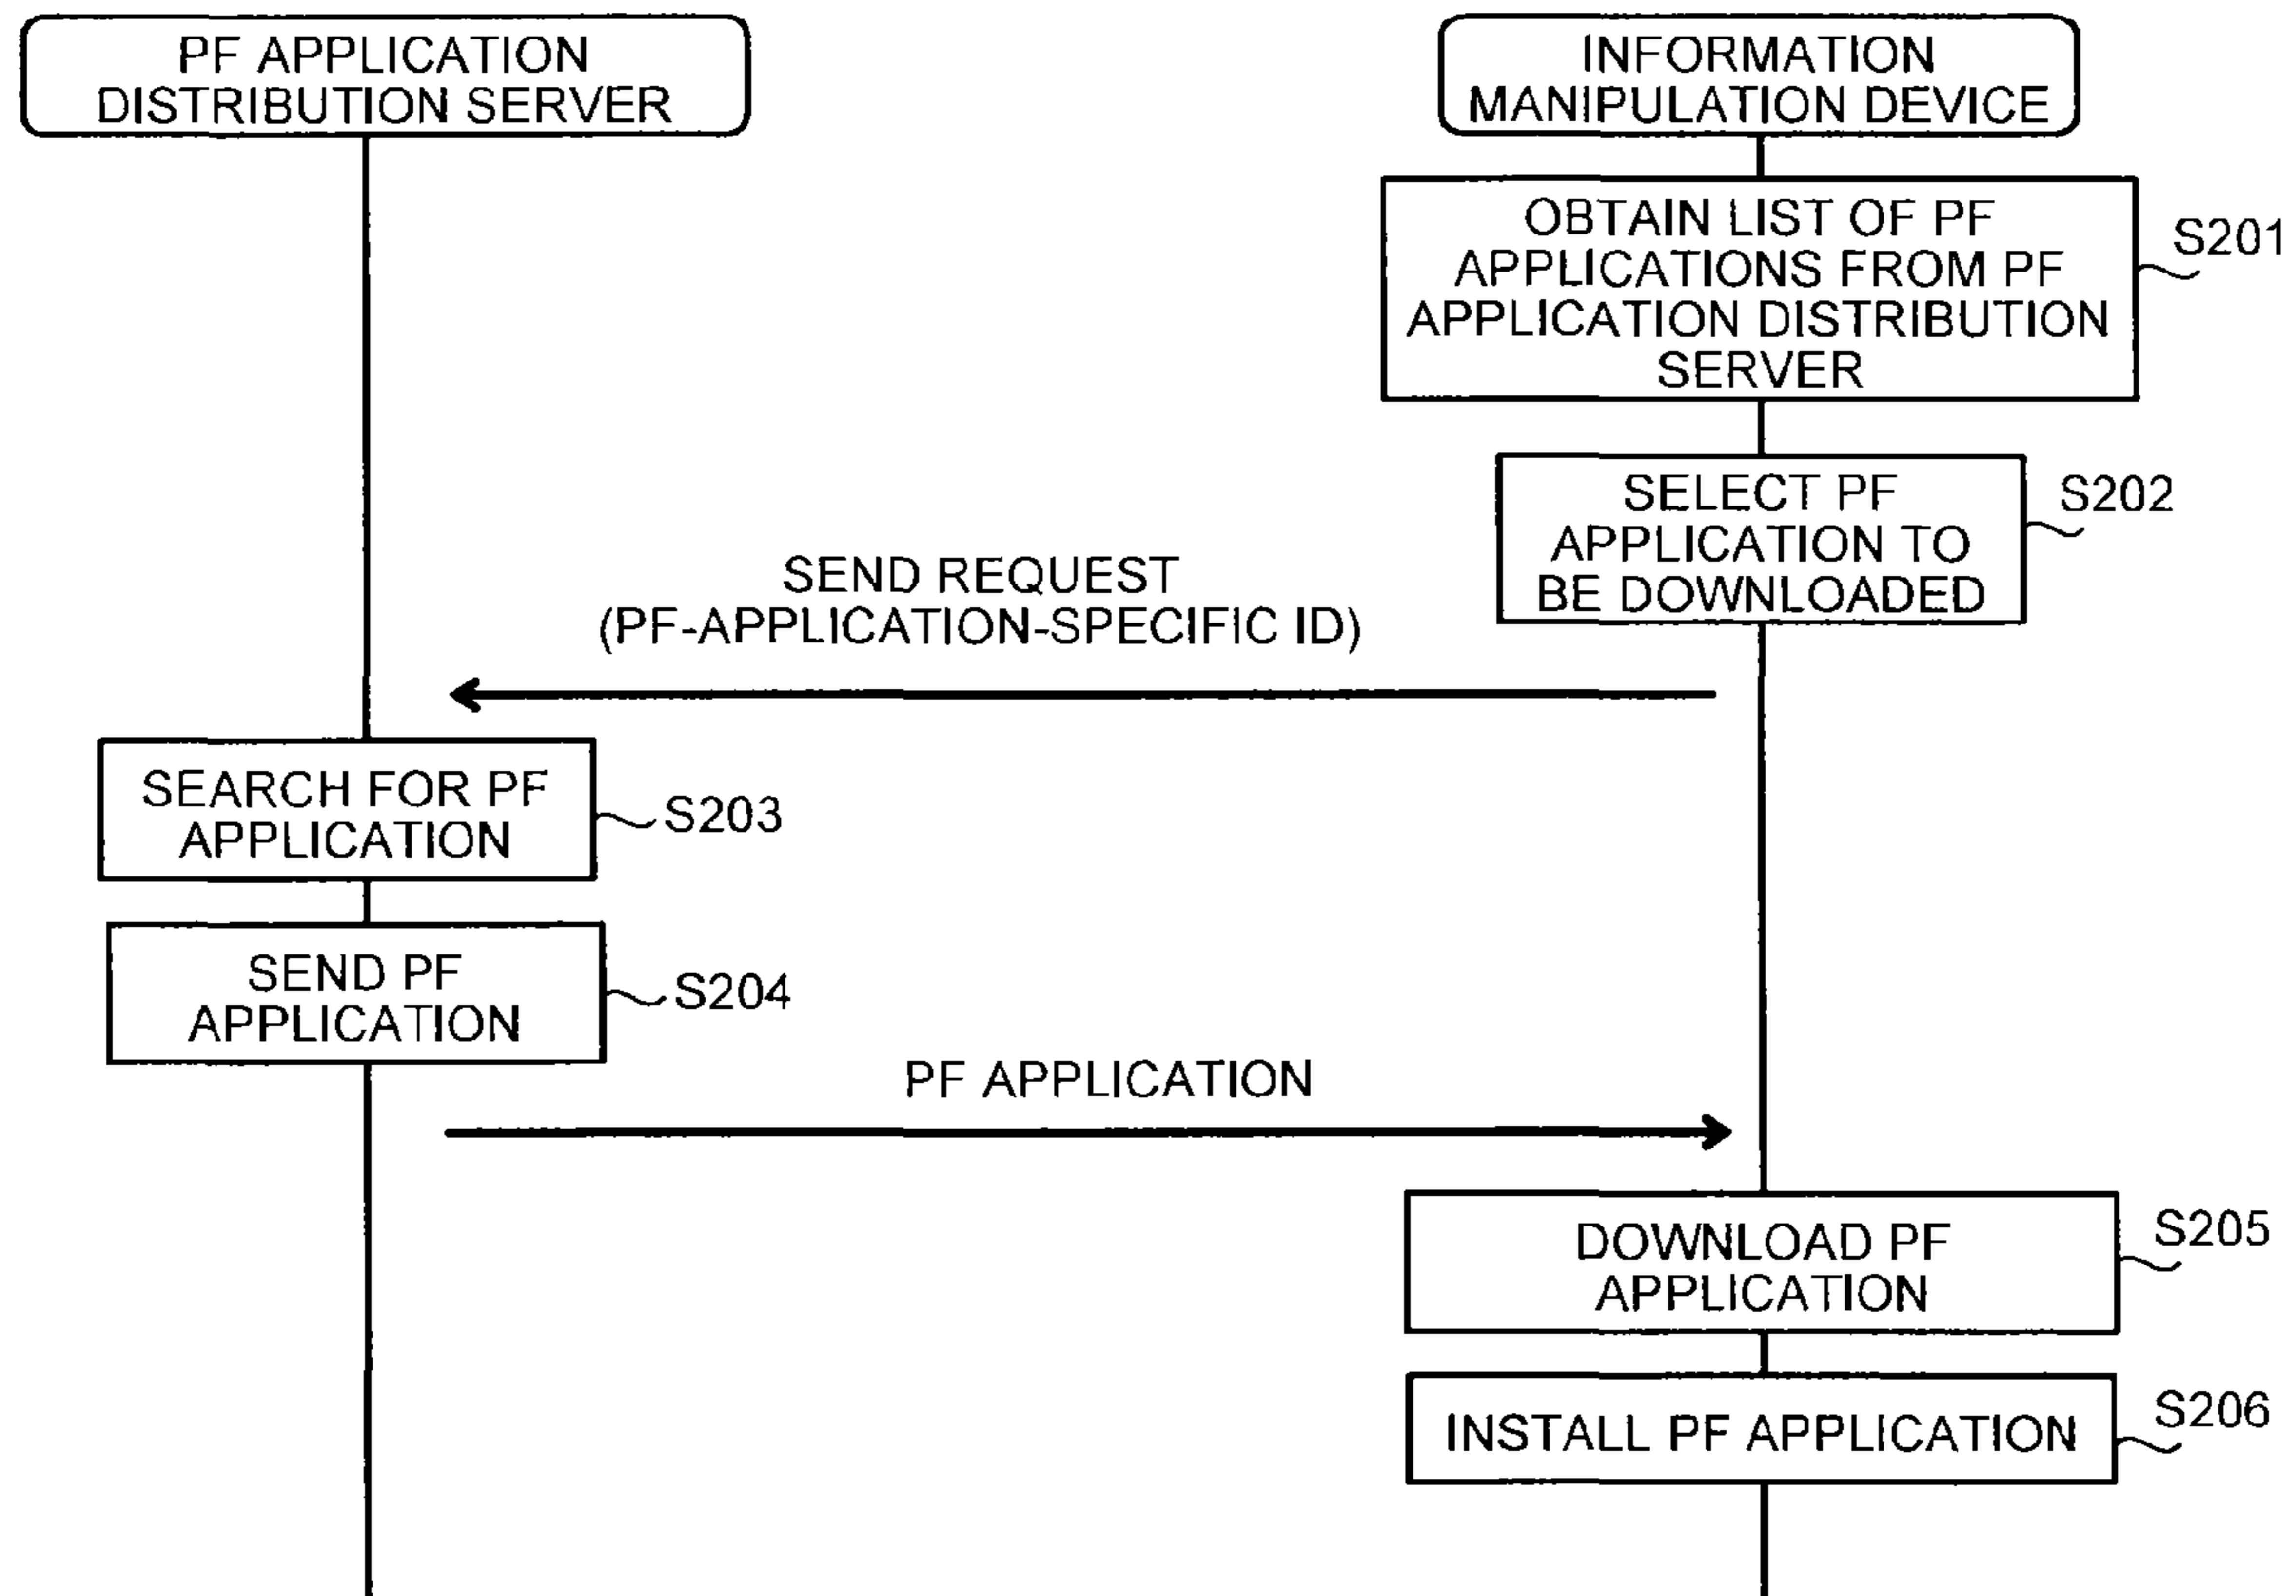 PF APPLICATION
DISTRIBUTION SERVER
INFORMATION
MANIPULATION DEVICE
OBTAIN LIST OF PF
APPLICATIONS FROM PF
APPLICATION DISTRIBUTION
SERVER
S201
SELECT PF
APPLICATION TO
BE DOWNLOADED
S202
SEND REQUEST
(PF-APPLICATION-SPECIFIC ID)
SEARCH FOR PF
APPLICATION
S203
SEND PF
APPLICATION
S204
PF APPLICATION
DOWNLOAD PF
APPLICATION
S205
INSTALL PF APPLICATION
S206